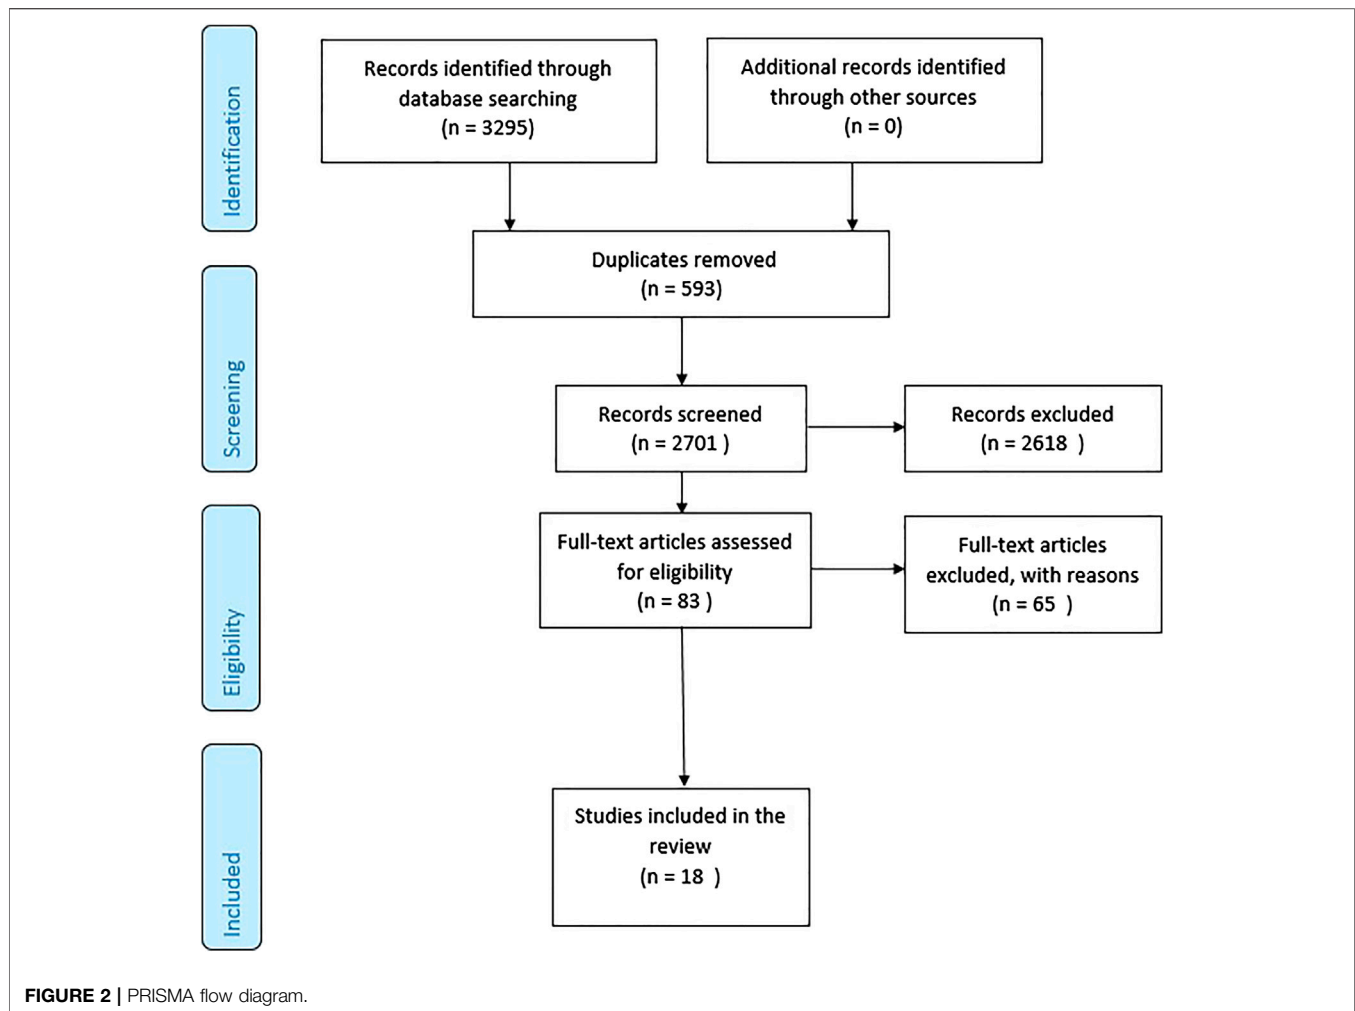 Identification
Records identified through
database searching
(n = 3295)
Additional records identified
through other sources
(n = 0)
Duplicates removed
(n = 593)
Screening
Records screened
(n = 2701 )
Records excluded
(n = 2618 )
Eligibility
Full-text articles assessed
for eligibility
(n = 83 )
Full-text articles
excluded, with reasons
(n = 65 )
Included
Studies included in the
review
(n = 18 )
FIGURE 2 | PRISMA flow diagram.